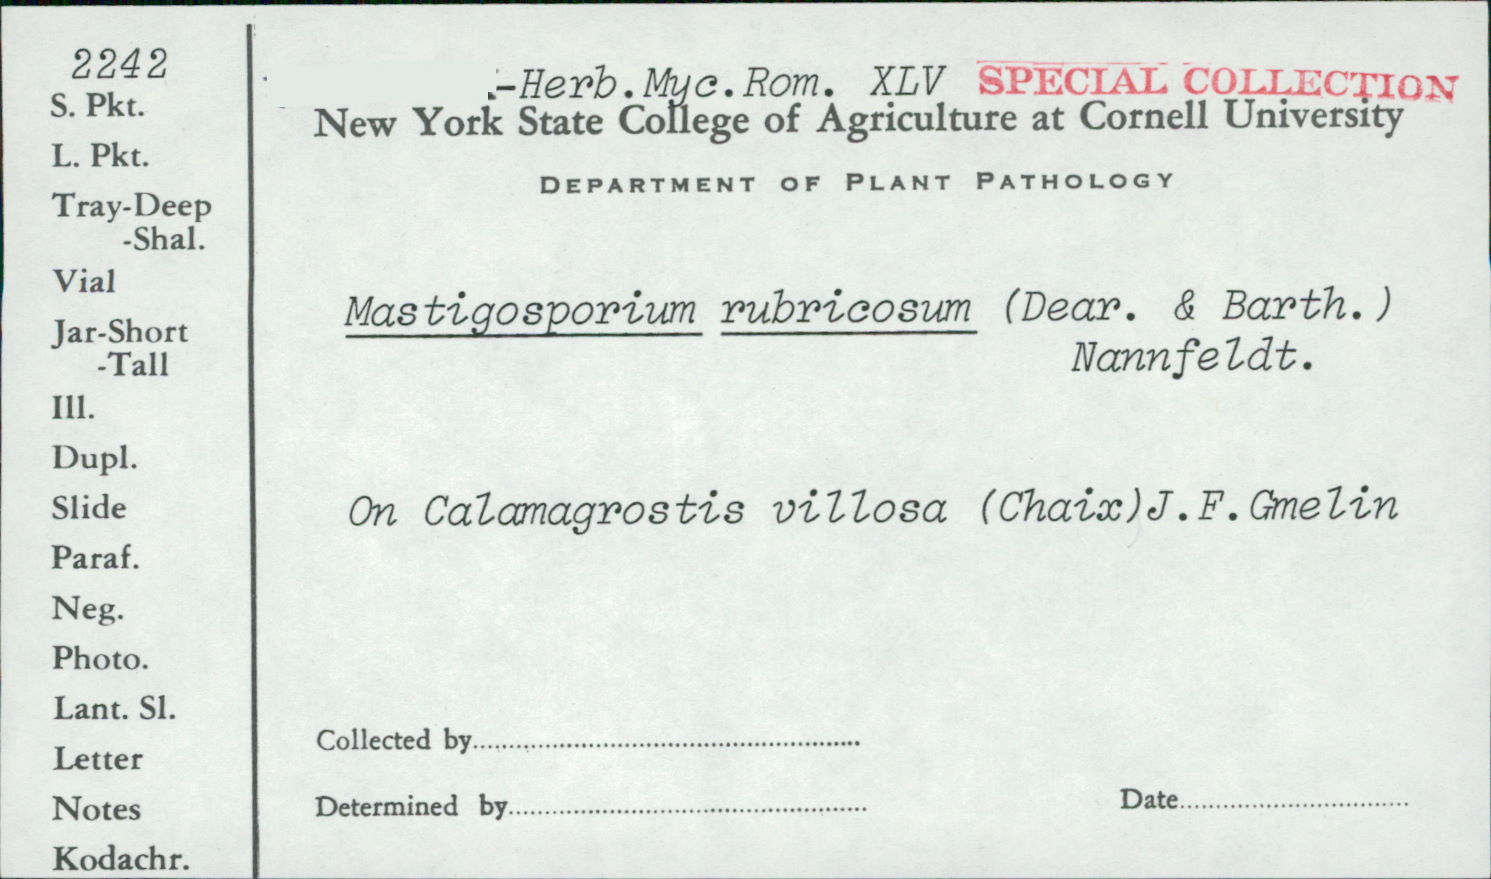 2242
S. Pkt.
L. Pkt.
Tray-Deep
-Shal.
Vial
Jar-Short
-Tall
Ill.
Dupl.
Slide
Paraf.
Neg.
Photo.
Lant. Sl.
Letter
Notes
Kodachr.
.-Herb.Myc.Rom. XLV SPECIAL COLLECTION
New York State College of Agriculture at Cornell University
DEPARTMENT OF PLANT PATHOLOGY
Mastigosporium rubricosum (Dear. & Barth.)
Nannfeldt.
On Calamagrostis villosa (Chaix)J.F.Gmelin
Collected by
Determined by
Date